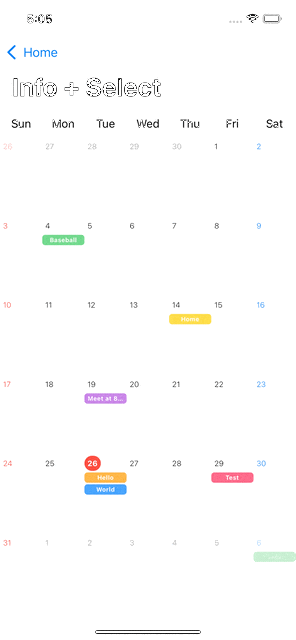 5:05
Home
Info + Select
Sun Mon Tue Wed Thu Fri Sat
26 27 28 29 30 1 2
3 4 5 6 7 8 9
Baseball
10 11 12 13 14 15 16
Home
17 18 19 20 21 22 23
Meet at 8...
24 25 26 27 28 29 30
Hello Test
World
31 1 2 3 4 5 6